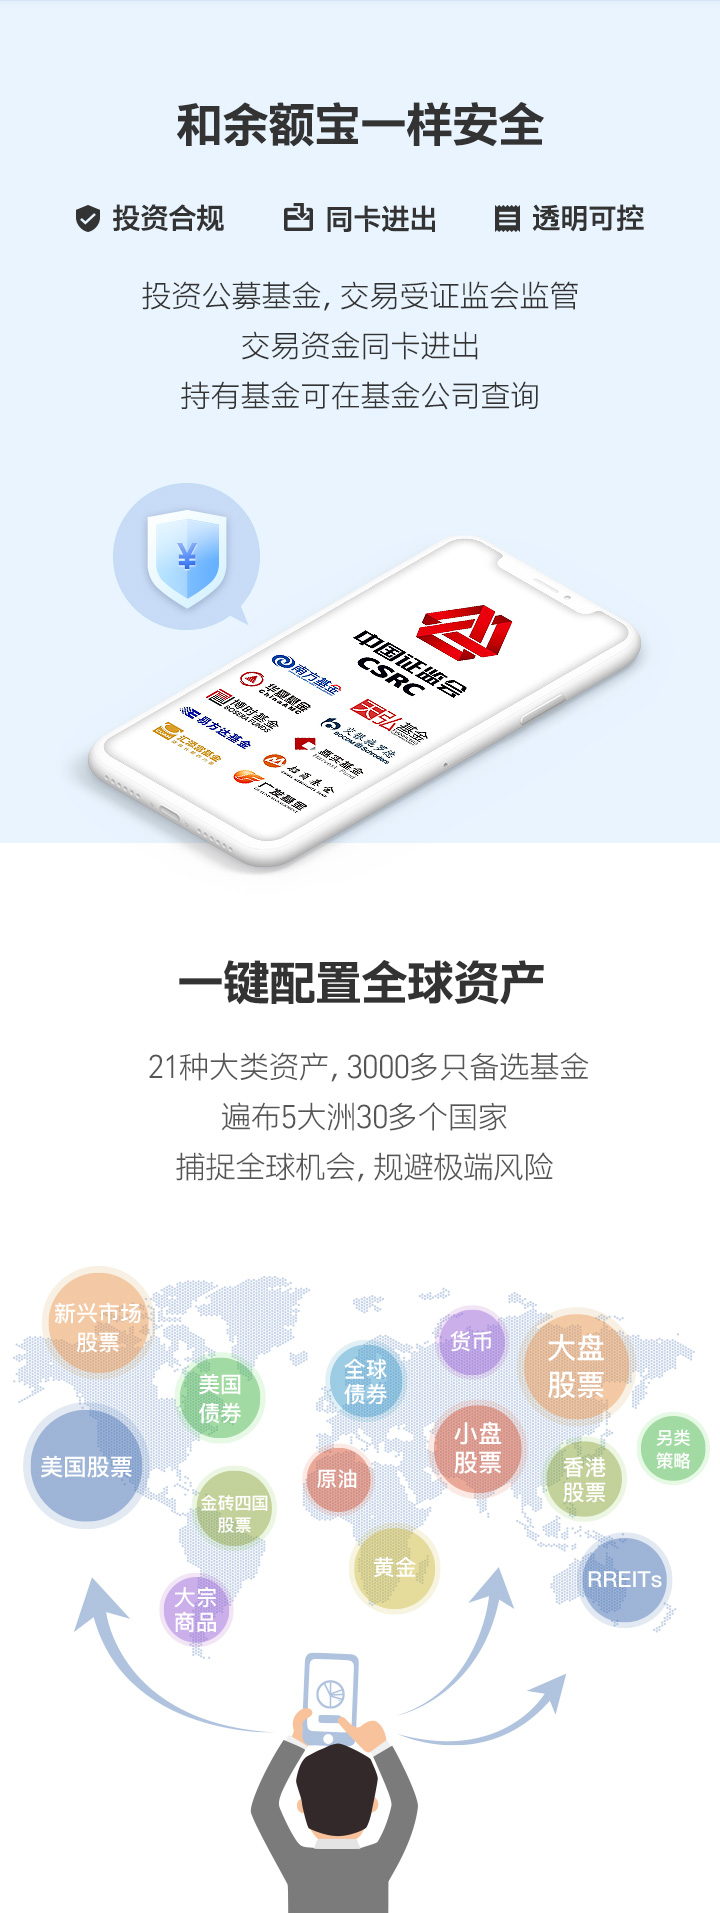 和余额宝一样安全
投资合规 同卡进出 透明可控
投资公募基金, 交易受证监会监管
交易资金同卡进出
持有基金可在基金公司查询
¥
中国证监会
CSRC
南方基金
华夏基金
ChinaAMC
天弘基金
博时基金
BOSERA FUNDS
交银施罗德
BOCOM Schroders
易方达基金
嘉实基金
Harvest Fund
汇添富基金
招商基金
广发基金
一键配置全球资产
21种大类资产, 3000多只备选基金
遍布5大洲30多个国家
捕捉全球机会, 规避极端风险
新兴市场
股票
货币
大盘
股票
美国
债券
全球
债券
小盘
股票
另类
策略
美国股票
原油
香港
股票
金砖四国
股票
黄金
RREITs
大宗
商品